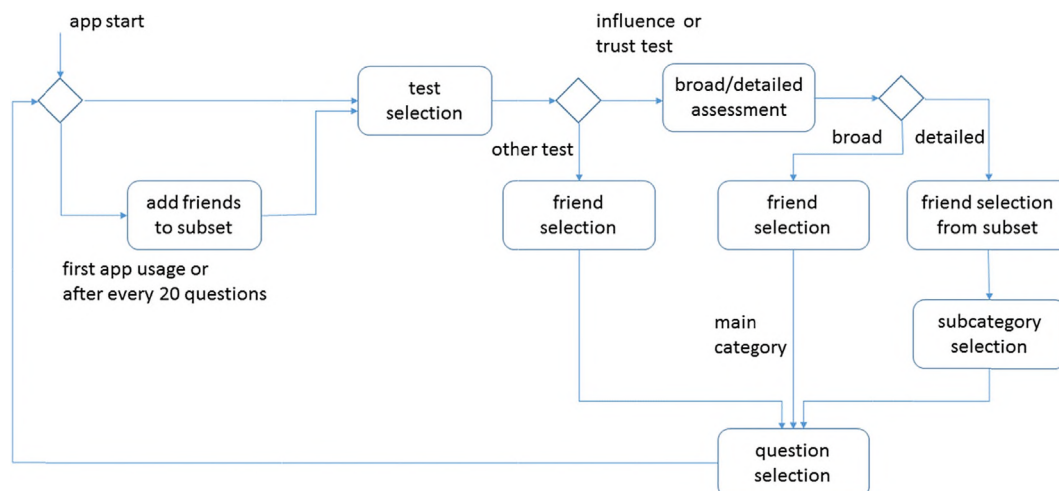 app start
influence or
trust test
test
selection
broad/detailed
assessment
other test
broad
detailed
add friends
to subset
friend
selection
friend
selection
friend selection
from subset
first app usage or
after every 20 questions
main
category
subcategory
selection
question
selection